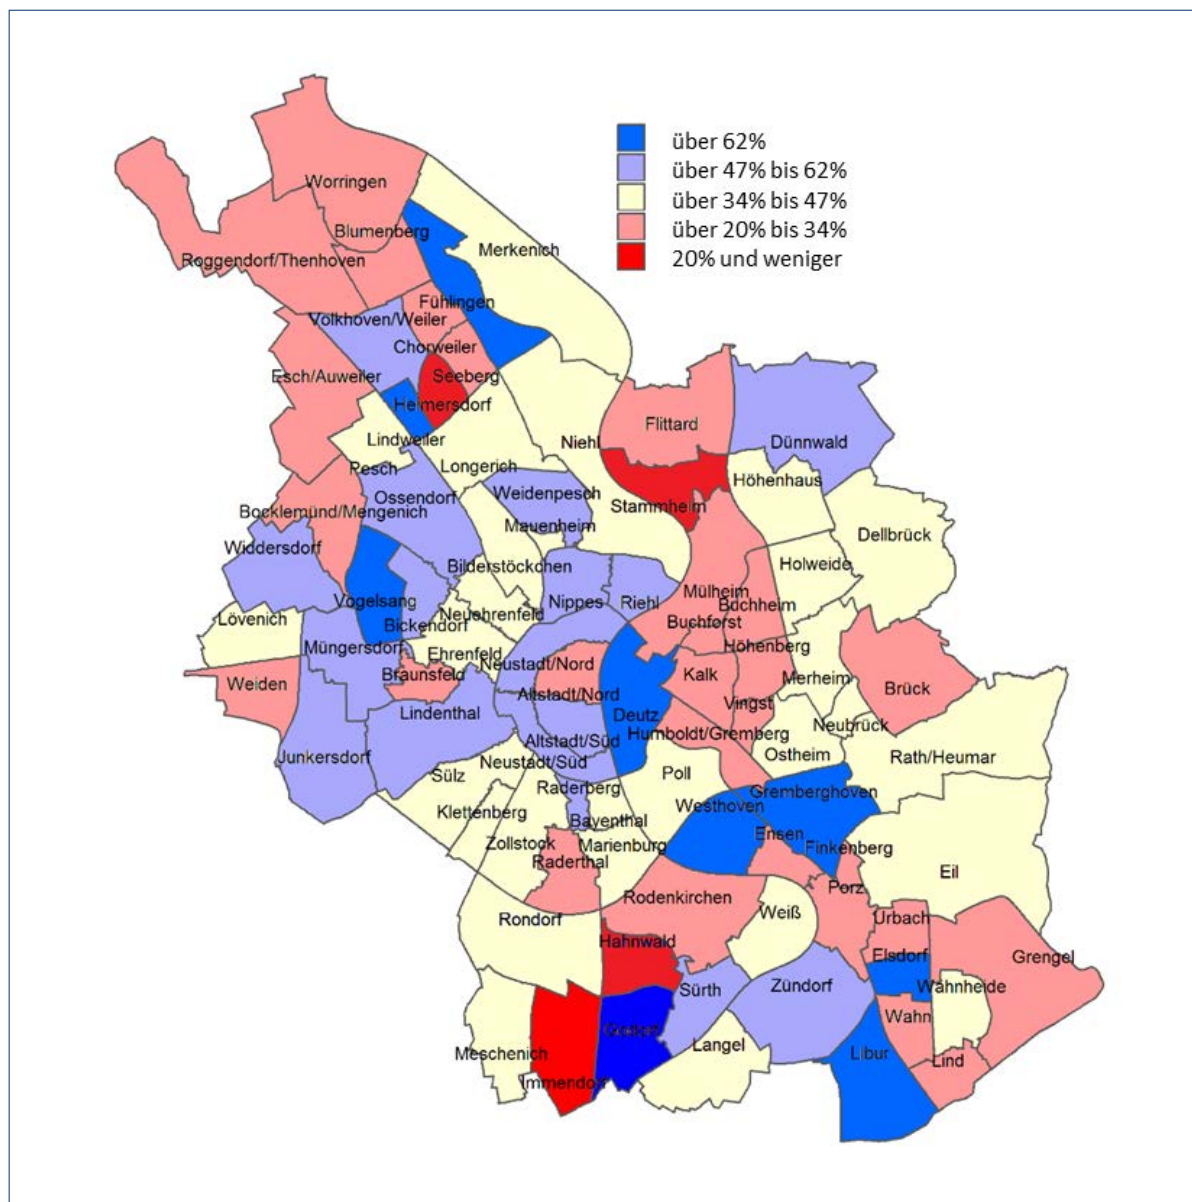 über 62%
über 47% bis 62%
über 34% bis 47%
über 20% bis 34%
20% und weniger
Worringen
Blumenberg
Merkenich
Roggendorf/Thenhoven
Fühlingen
Volkhoven/Weiler
Chorweiler
Esch/Auweiler
Seeberg
Heimersdorf
Flittard
Lindweiler
Niehl
Dünnwald
Pesch
Longerich
Höhenhaus
Ossendorf
Weidenpesch
Stammheim
Bocklemünd/Mengenich
Mauenheim
Dellbrück
Widdersdorf
Bilderstöckchen
Holweide
Mülheim
Vogelsang
Nippes
Riehl
Buchheim
Neuehrenfeld
Lövenich
Bickendorf
Buchforst
Müngersdorf
Ehrenfeld
Höhenberg
Neustadt/Nord
Braunsfeld
Kalk
Merheim
Weiden
Brück
Altstadt/Nord
Vingst
Lindenthal
Deutz
Neubrück
Humboldt/Gremberg
Altstadt/Süd
Ostheim
Junkersdorf
Rath/Heumar
Neustadt/Süd
Sülz
Poll
Raderberg
Gremberghoven
Westhoven
Klettenberg
Bayenthal
Ensen
Zollstock
Marienburg
Finkenberg
Raderthal
Eil
Porz
Rodenkirchen
Weiß
Rondorf
Urbach
Hahnwald
Elsdorf
Grengel
Sürth
Zündorf
Wahnheide
Wahn
Godorf
Langel
Meschenich
Libur
Lind
Immendorf